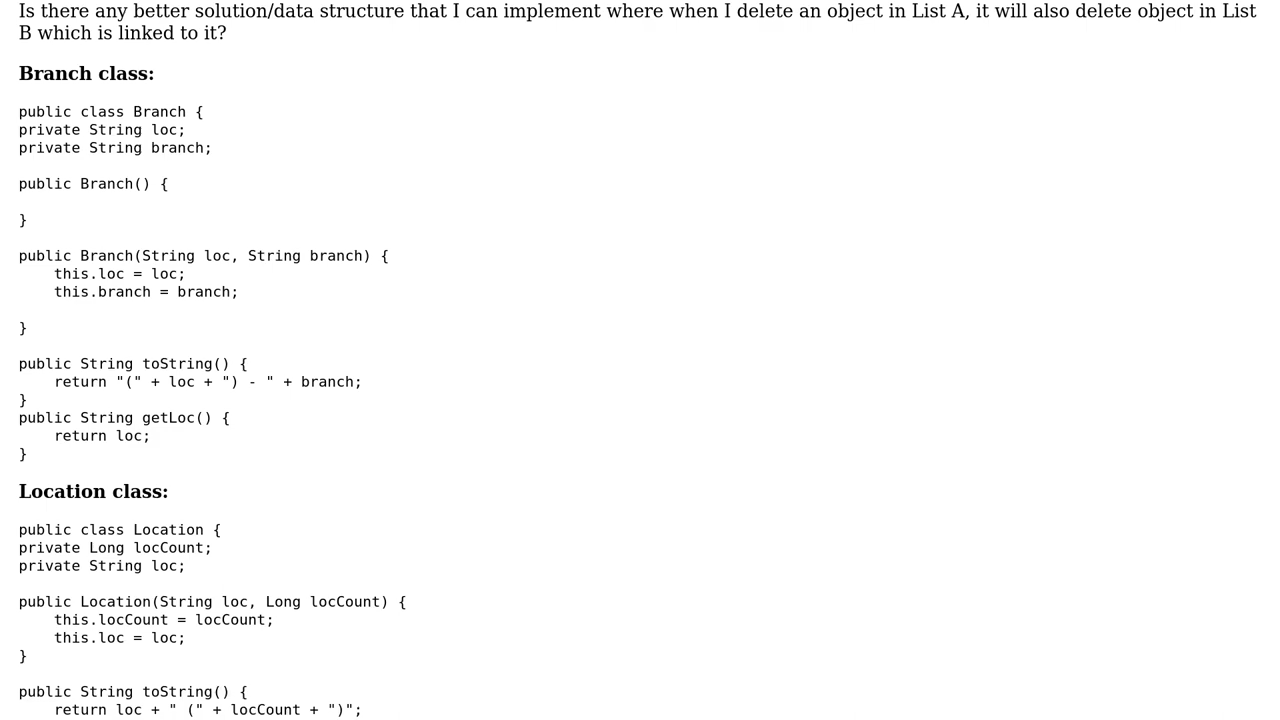 Is there any better solution/data structure that I can implement where when I delete an object in List A, it will also delete object in List
B which is linked to it?
Branch class:
public class Branch {
private String loc;
private String branch;
public Branch() {
}
public Branch(String loc, String branch) {
    this.loc = loc;
    this.branch = branch;
}
public String toString() {
    return "(" + loc + ") - " + branch;
}
public String getLoc() {
    return loc;
}
Location class:
public class Location {
private Long locCount;
private String loc;
public Location(String loc, Long locCount) {
    this.locCount = locCount;
    this.loc = loc;
}
public String toString() {
    return loc + " (" + locCount + ")";